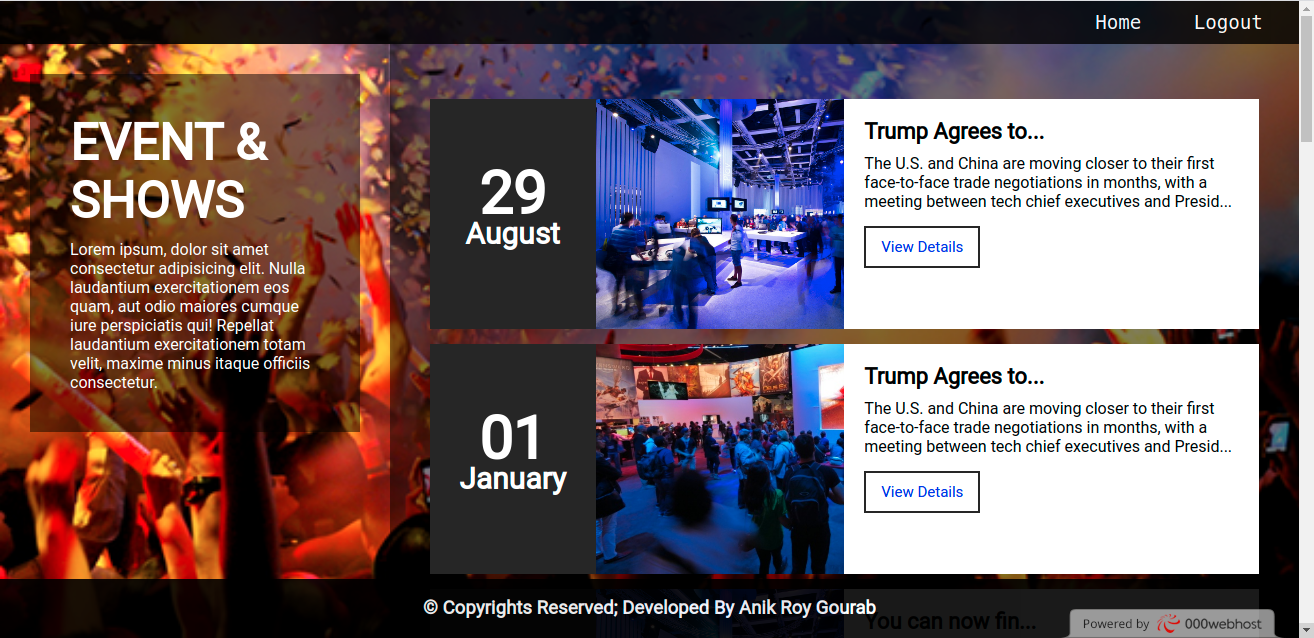 Home Logout
EVENT &
SHOWS
Lorem ipsum, dolor sit amet
consectetur adipisicing elit. Nulla
laudantium exercitationem eos
quam, aut odio maiores cumque
iure perspiciatis qui! Repellat
laudantium exercitationem totam
velit, maxime minus itaque officiis
consectetur.
29
August
Trump Agrees to...
The U.S. and China are moving closer to their first
face-to-face trade negotiations in months, with a
meeting between tech chief executives and Presid...
View Details
01
January
Trump Agrees to...
The U.S. and China are moving closer to their first
face-to-face trade negotiations in months, with a
meeting between tech chief executives and Presid...
View Details
You can now fin...
© Copyrights Reserved; Developed By Anik Roy Gourab
Powered by 000webhost